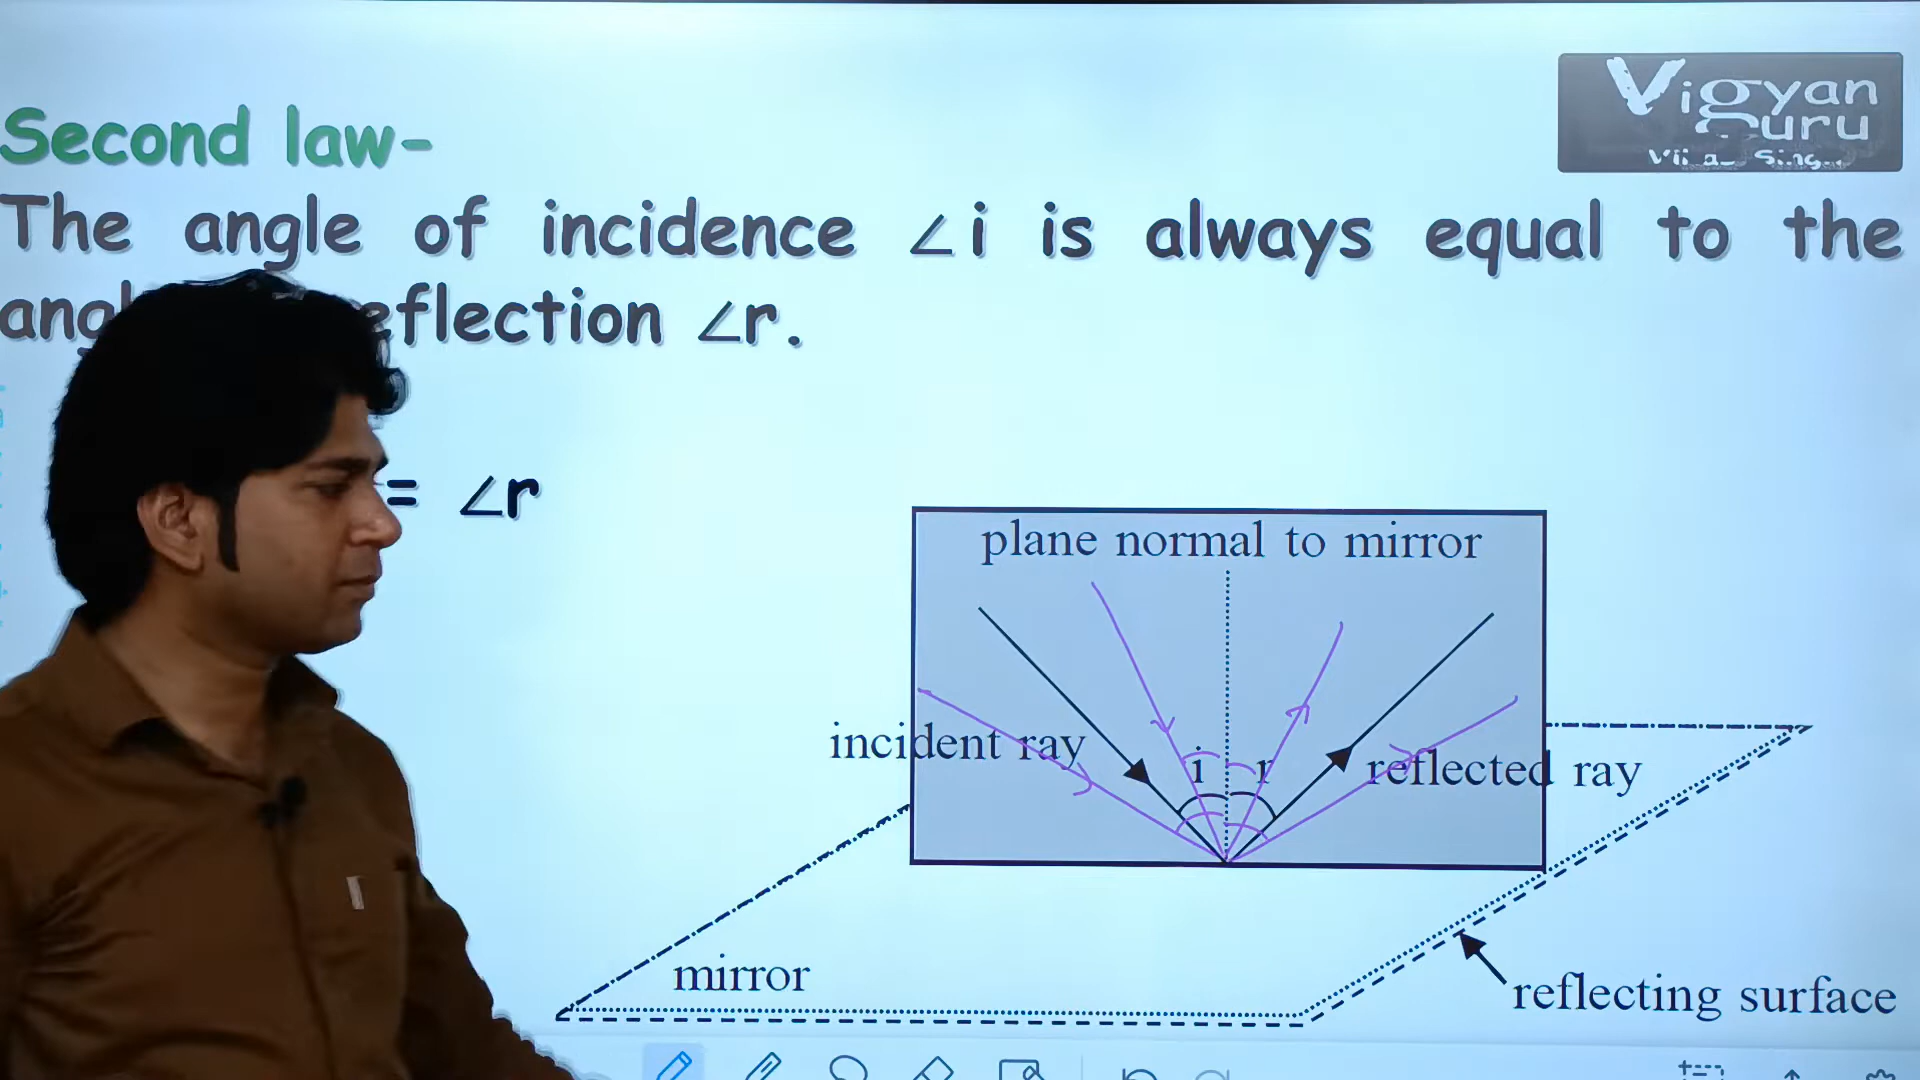 Vigyan
Guru
Second law-
The angle of incidence ∠i is always equal to the
ang eflection ∠r.
= ∠r
plane normal to mirror
incident ray
i r
reflected ray
mirror
reflecting surface